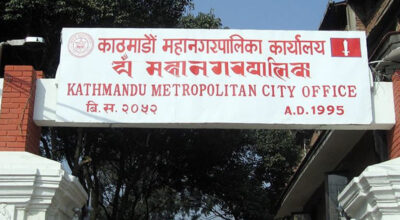 काठमाडौं महानगरपालिका कार्यालय
KATHMANDU METROPOLITAN CITY OFFICE
बि.स. २०५२ A.D. 1995